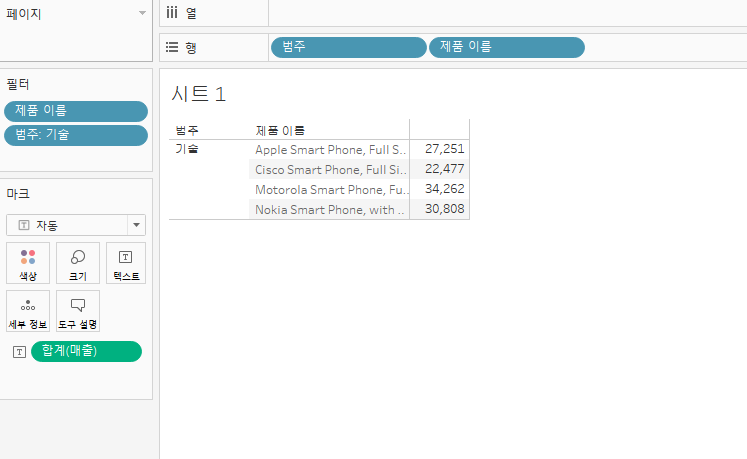 페이지
열
행
범주
제품 이름
필터
제품 이름
범주: 기술
마크
자동
색상
크기
텍스트
세부 정보
도구 설명
합계(매출)
시트 1
범주 제품 이름
기술 Apple Smart Phone, Full S.. 27,251
Cisco Smart Phone, Full Si... 22,477
Motorola Smart Phone, Fu.. 34,262
Nokia Smart Phone, with .. 30,808